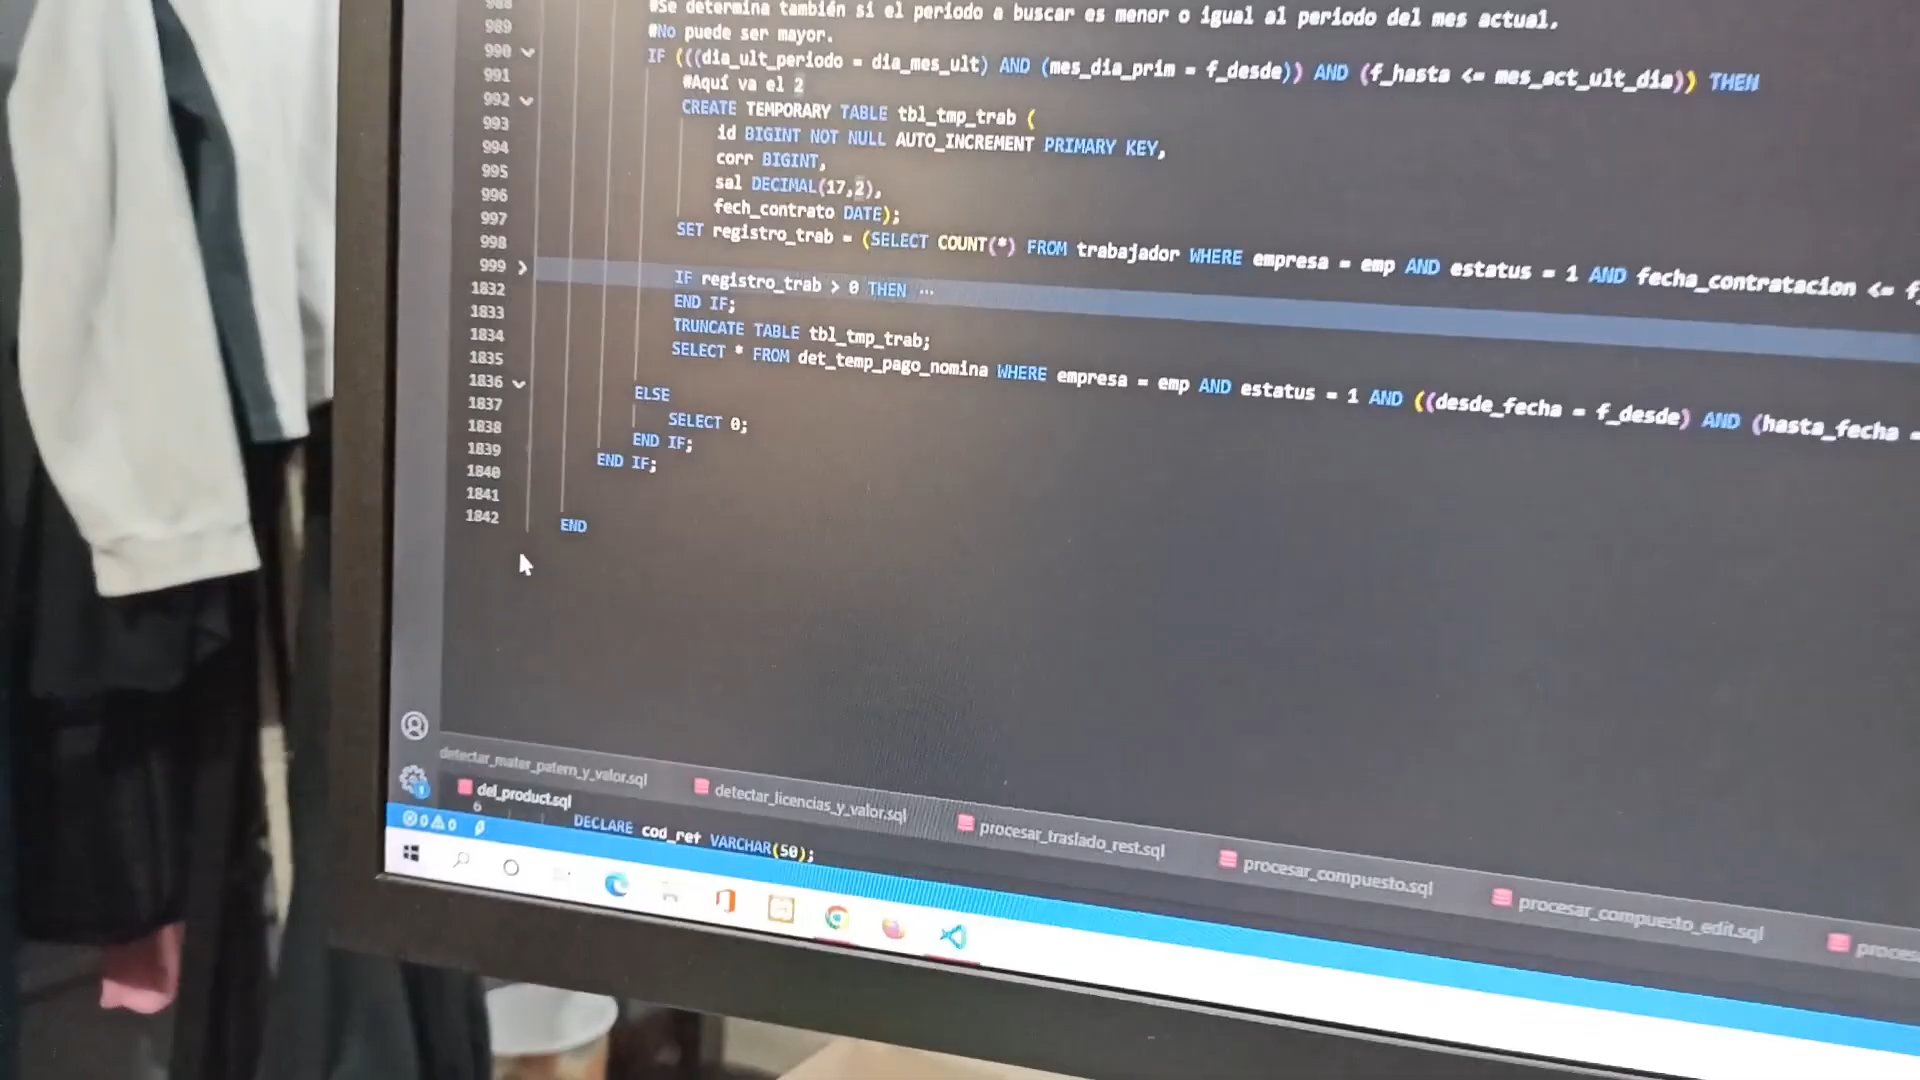 988 #Se determina también si el periodo a buscar es menor o igual al periodo del mes actual,
989 #No puede ser mayor.
990 IF (((dia_ult_periodo = dia_mes_ult) AND (mes_dia_prim = f_desde)) AND (f_hasta <= mes_act_ult_dia)) THEN
991 #Aquí va el 2
992 CREATE TEMPORARY TABLE tbl_tmp_trab (
993 id BIGINT NOT NULL AUTO_INCREMENT PRIMARY KEY,
994 corr BIGINT,
995 sal DECIMAL(17,2),
996 fech_contrato DATE);
997 SET registro_trab = (SELECT COUNT(*) FROM trabajador WHERE empresa = emp AND estatus = 1 AND fecha_contratacion <=
998
999 IF registro_trab > 0 THEN ...
1832 END IF;
1833 TRUNCATE TABLE tbl_tmp_trab;
1834 SELECT * FROM det_temp_pago_nomina WHERE empresa = emp AND estatus = 1 AND ((desde_fecha = f_desde) AND (hasta_fecha =
1835
1836 ELSE
1837 SELECT 0;
1838 END IF;
1839 END IF;
1840
1841
1842 END
detectar_mater_patern_y_valor.sql
del_product.sql detectar_licencias_y_valor.sql procesar_traslado_rest.sql procesar_compuesto.sql procesar_compuesto_edit.sql
6 DECLARE cod_ret VARCHAR(50);
0 0